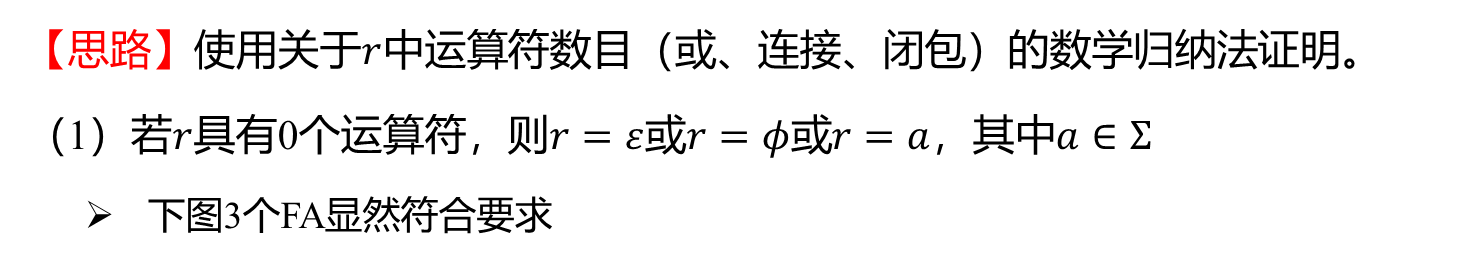 【思路】使用关于𝑟中运算符数目（或、连接、闭包）的数学归纳法证明。
（1）若𝑟具有0个运算符，则𝑟 = 𝜀或𝑟 = 𝜙或𝑟 = 𝑎，其中𝑎 ∈ Σ
➢ 下图3个FA显然符合要求